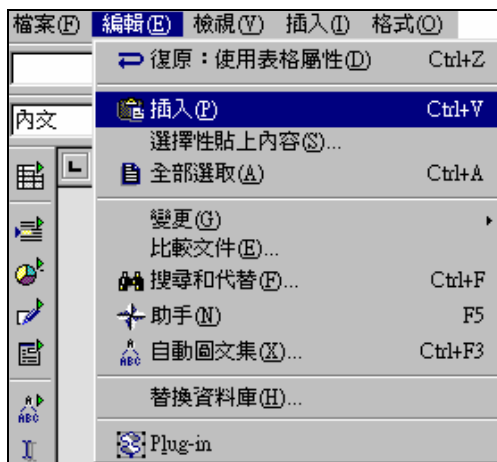 檔案(F) 編輯(E) 檢視(V) 插入(I) 格式(O)
復原：使用表格屬性(D) Ctrl+Z
內文
插入(P) Ctrl+V
選擇性貼上內容(S)...
全部選取(A) Ctrl+A
變更(G)
比較文件(E)...
搜尋和代替(F)... Ctrl+F
助手(N) F5
自動圖文集(X)... Ctrl+F3
替換資料庫(H)...
Plug-in